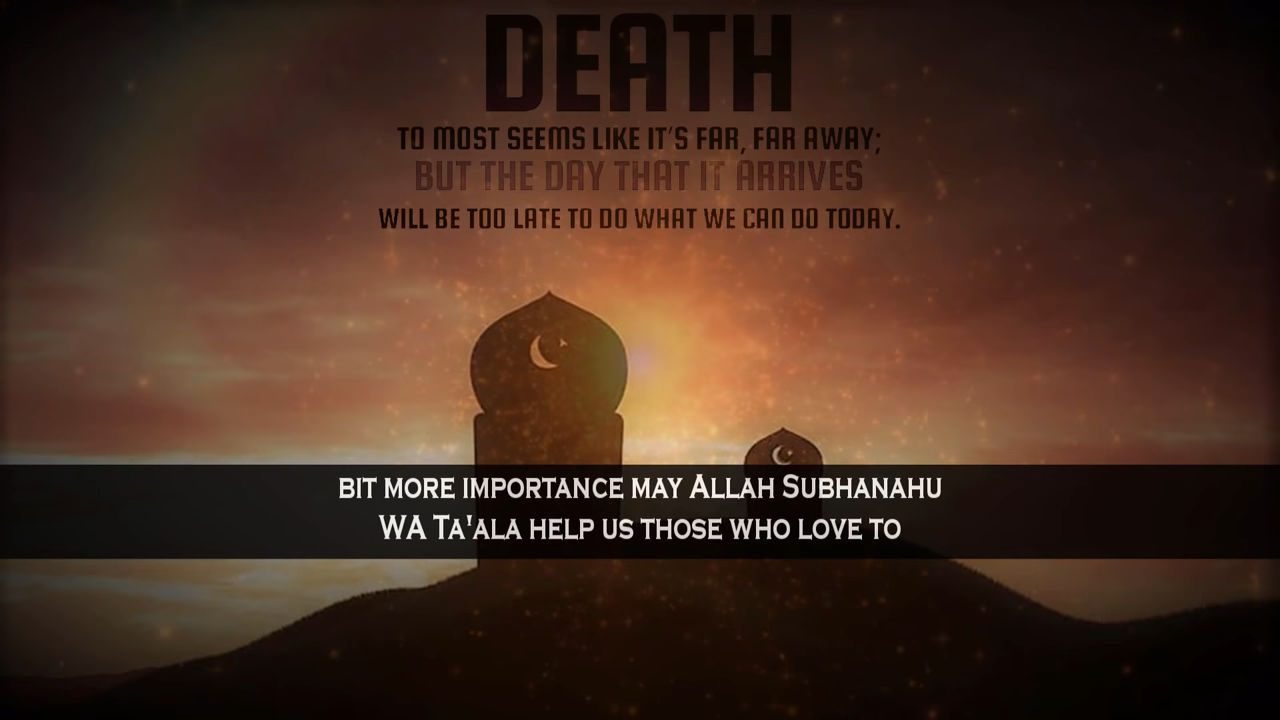 DEATH
TO MOST SEEMS LIKE IT'S FAR, FAR AWAY;
BUT THE DAY THAT IT ARRIVES
WILL BE TOO LATE TO DO WHAT WE CAN DO TODAY.
BIT MORE IMPORTANCE MAY ALLAH SUBHANAHU
WA TA'ALA HELP US THOSE WHO LOVE TO